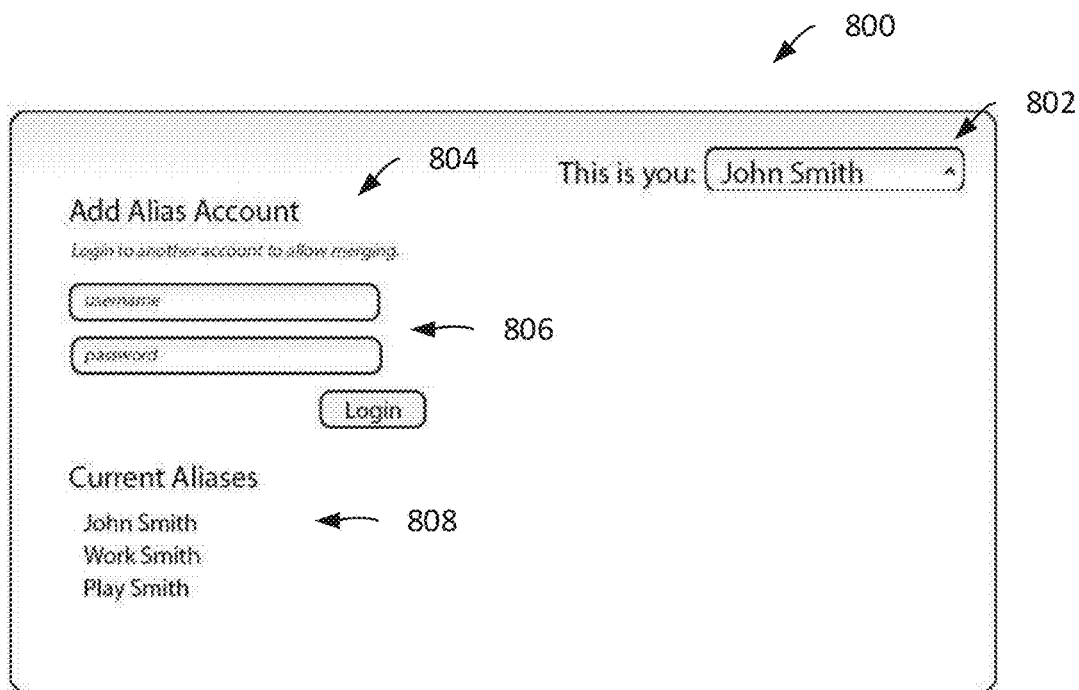 800
802
This is you: John Smith ^
804
Add Alias Account
Login to another account to allow merging.
username
806
password
Login
Current Aliases
John Smith
808
Work Smith
Play Smith